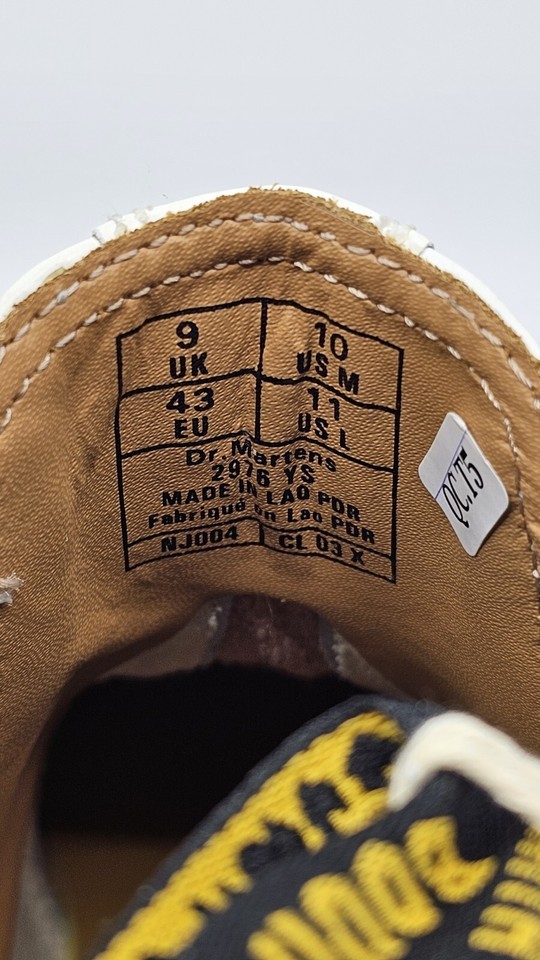 9 10
UK US M
43 11
EU US L
Dr. Martens
2976 YS
MADE IN LAO PDR
Fabriqué en Lao PDR
NJ004 CL 03 X
QCT5